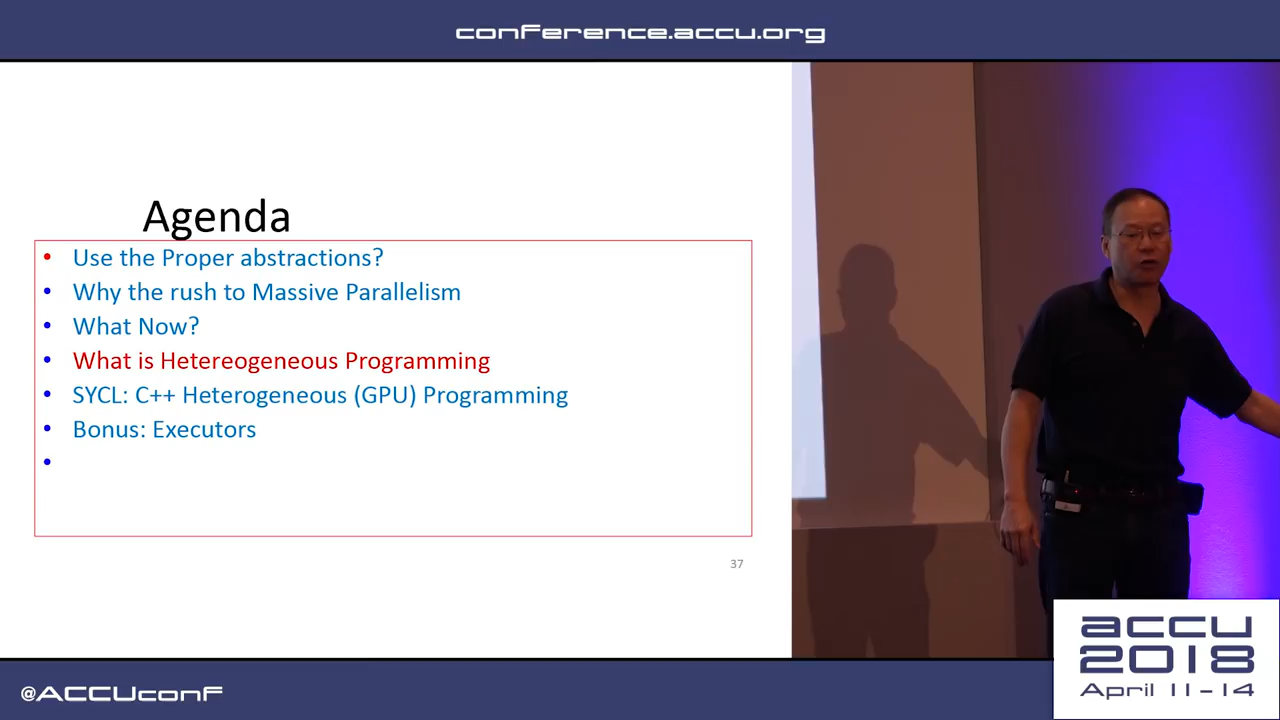 conference.accu.org
Agenda
• Use the Proper abstractions?
• Why the rush to Massive Parallelism
• What Now?
• What is Hetereogeneous Programming
• SYCL: C++ Heterogeneous (GPU) Programming
• Bonus: Executors
•
37
accu
2018
April 11-14
@ACCUconf